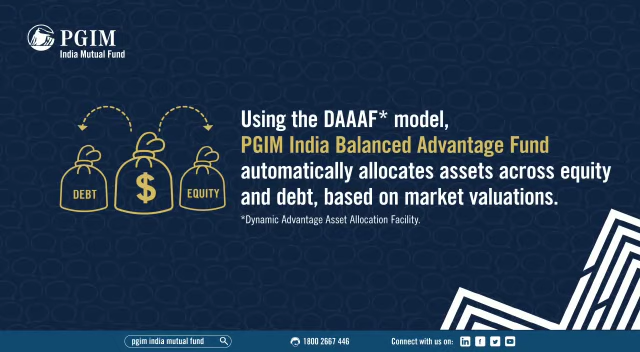 PGIM
India Mutual Fund
Using the DAAAF* model,
PGIM India Balanced Advantage Fund
automatically allocates assets across equity
and debt, based on market valuations.
*Dynamic Advantage Asset Allocation Facility.
DEBT
$
EQUITY
pgim india mutual fund
1800 2667 446
Connect with us on: